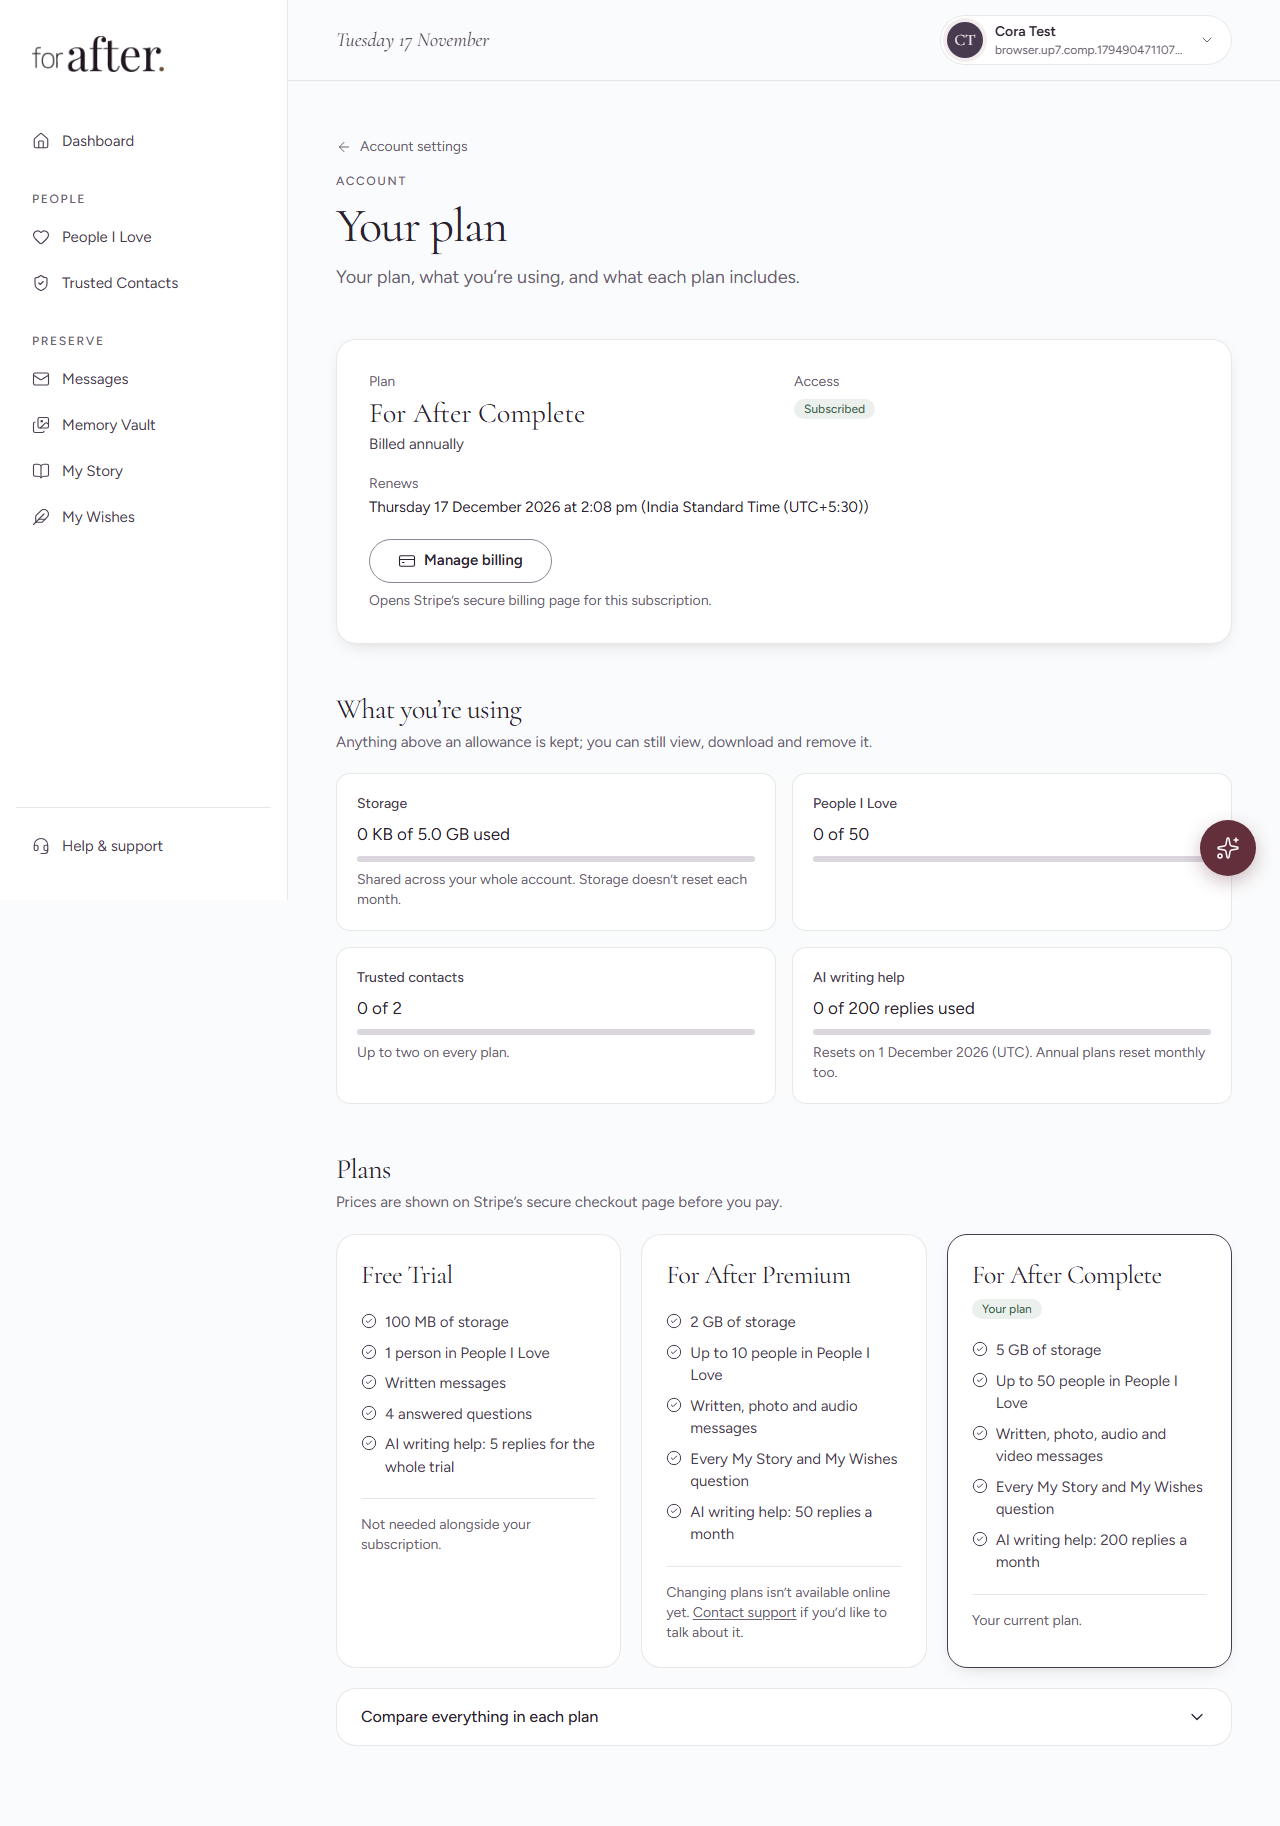 for after.
Tuesday 17 November
CT
Cora Test
browser.up7.comp.179490471107...
Dashboard
PEOPLE
People I Love
Trusted Contacts
PRESERVE
Messages
Memory Vault
My Story
My Wishes
Help & support
Account settings
ACCOUNT
Your plan
Your plan, what you're using, and what each plan includes.
Plan
For After Complete
Billed annually
Access
Subscribed
Renews
Thursday 17 December 2026 at 2:08 pm (India Standard Time (UTC+5:30))
Manage billing
Opens Stripe's secure billing page for this subscription.
What you're using
Anything above an allowance is kept; you can still view, download and remove it.
Storage
0 KB of 5.0 GB used
Shared across your whole account. Storage doesn't reset each
month.
People I Love
0 of 50
Trusted contacts
0 of 2
Up to two on every plan.
AI writing help
0 of 200 replies used
Resets on 1 December 2026 (UTC). Annual plans reset monthly
too.
Plans
Prices are shown on Stripe's secure checkout page before you pay.
Free Trial
100 MB of storage
1 person in People I Love
Written messages
4 answered questions
AI writing help: 5 replies for the
whole trial
Not needed alongside your
subscription.
For After Premium
2 GB of storage
Up to 10 people in People I
Love
Written, photo and audio
messages
Every My Story and My Wishes
question
AI writing help: 50 replies a
month
Changing plans isn't available online
yet. Contact support if you'd like to
talk about it.
For After Complete
Your plan
5 GB of storage
Up to 50 people in People I
Love
Written, photo, audio and
video messages
Every My Story and My Wishes
question
AI writing help: 200 replies a
month
Your current plan.
Compare everything in each plan